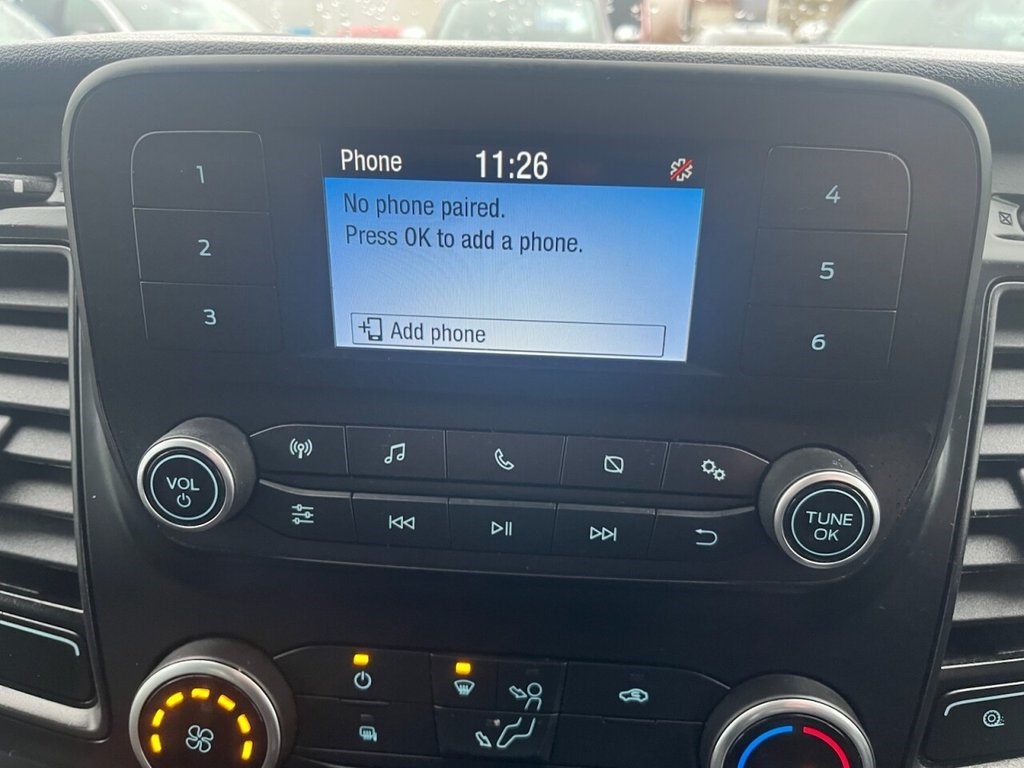 Phone 11:26
No phone paired.
Press OK to add a phone.
Add phone
1
2
3
4
5
6
VOL
TUNE
OK